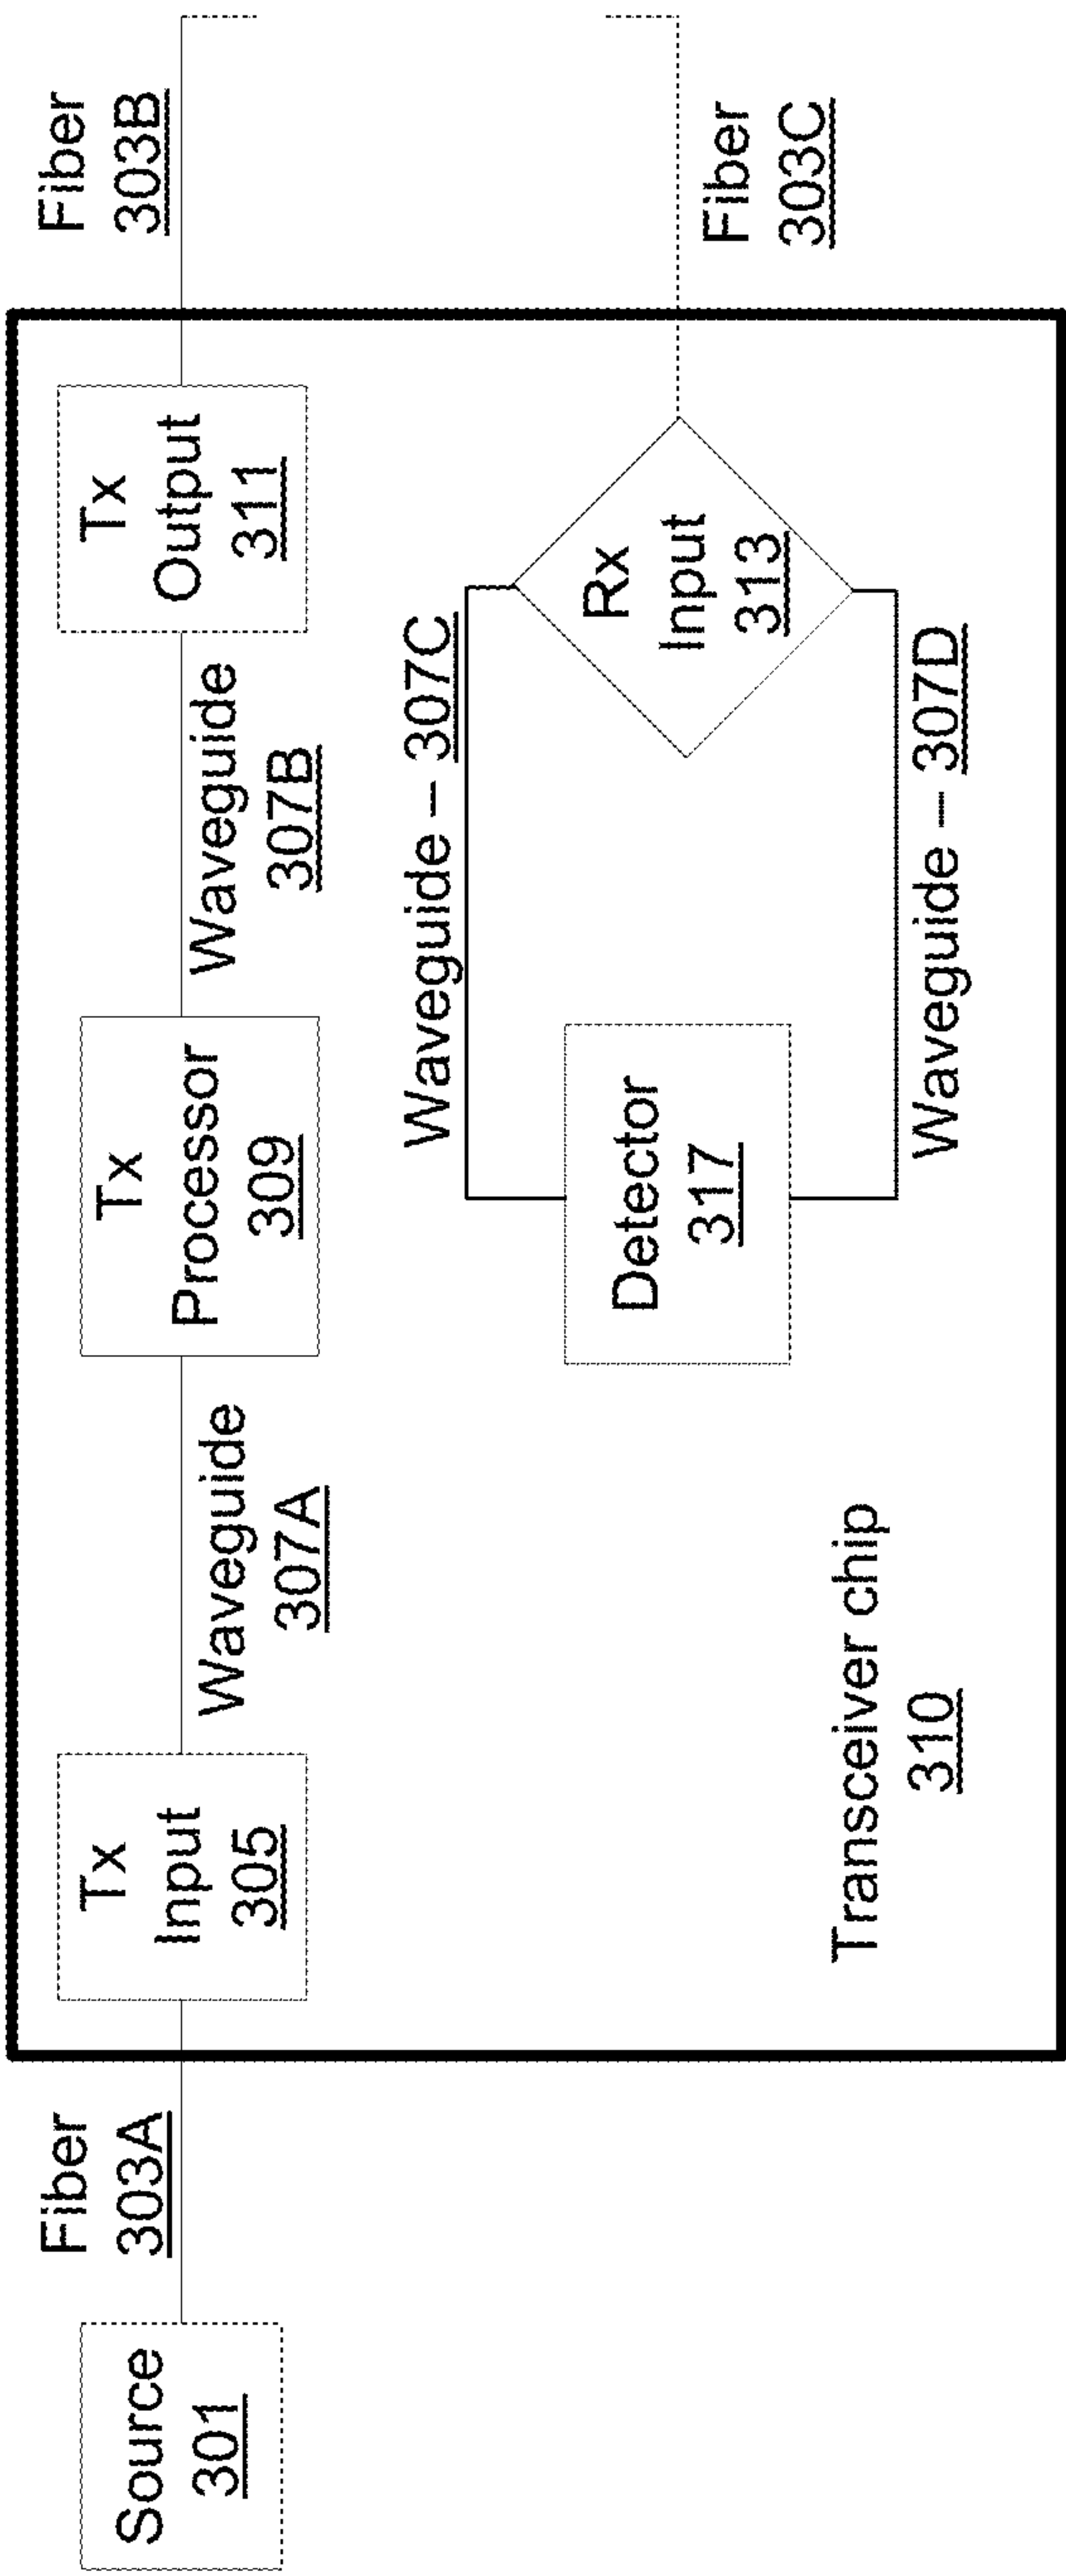 Source
301
Fiber
303A
Tx
Input
305
Waveguide
307A
Tx
Processor
309
Waveguide
307B
Tx
Output
311
Fiber
303B
Waveguide – 307C
Detector
317
Rx
Input
313
Fiber
303C
Waveguide – 307D
Transceiver chip
310